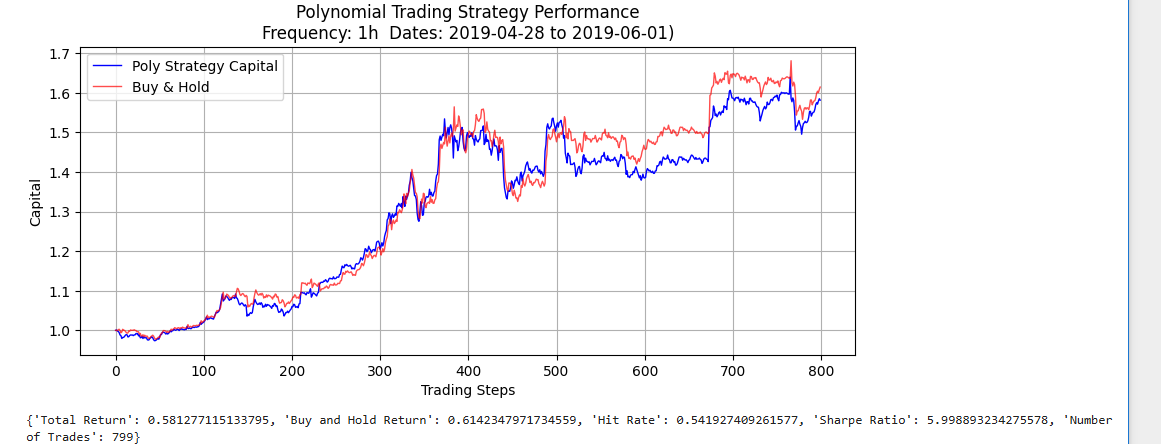 Polynomial Trading Strategy Performance
Frequency: 1h  Dates: 2019-04-28 to 2019-06-01)
1.7
Poly Strategy Capital
Buy & Hold
1.6
1.5
1.4
Capital
1.3
1.2
1.1
1.0
0 100 200 300 400 500 600 700 800
Trading Steps
{'Total Return': 0.581277115133795, 'Buy and Hold Return': 0.6142347971734559, 'Hit Rate': 0.541927409261577, 'Sharpe Ratio': 5.998893234275578, 'Number
of Trades': 799}